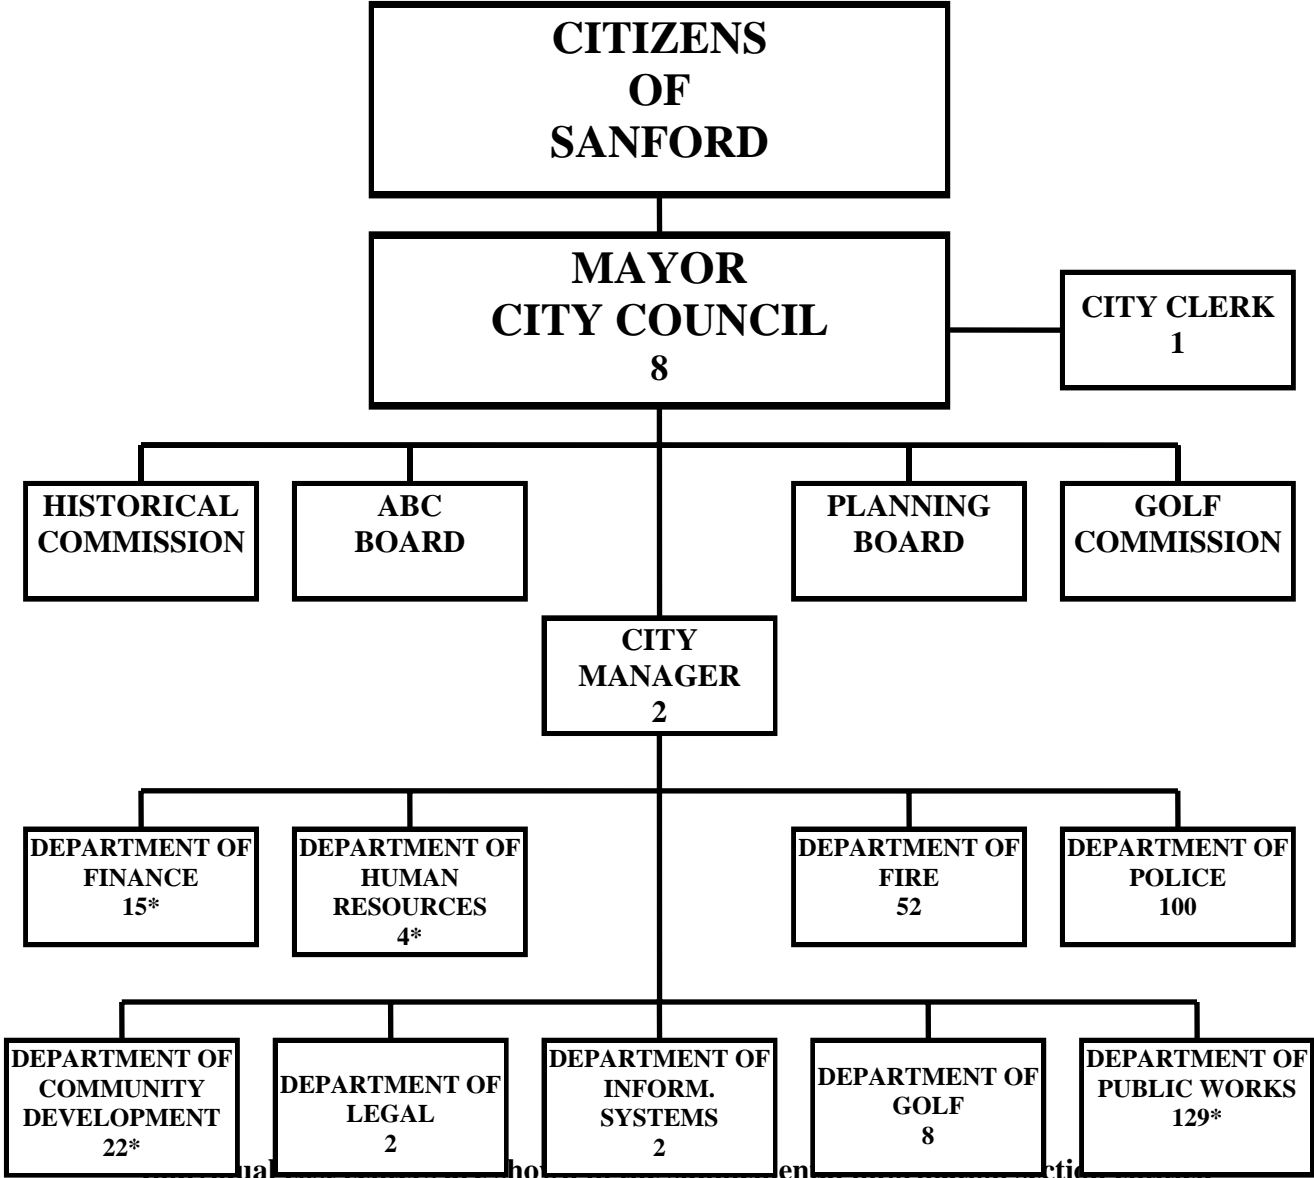 CITIZENS
OF
SANFORD
MAYOR
CITY COUNCIL
8
CITY CLERK
1
HISTORICAL
COMMISSION
ABC
BOARD
PLANNING
BOARD
GOLF
COMMISSION
CITY
MANAGER
2
DEPARTMENT OF
FINANCE
15*
DEPARTMENT OF
HUMAN
RESOURCES
4*
DEPARTMENT OF
FIRE
52
DEPARTMENT OF
POLICE
100
DEPARTMENT OF
COMMUNITY
DEVELOPMENT
22*
DEPARTMENT OF
LEGAL
2
DEPARTMENT OF
INFORM.
SYSTEMS
2
DEPARTMENT OF
GOLF
8
DEPARTMENT OF
PUBLIC WORKS
129*